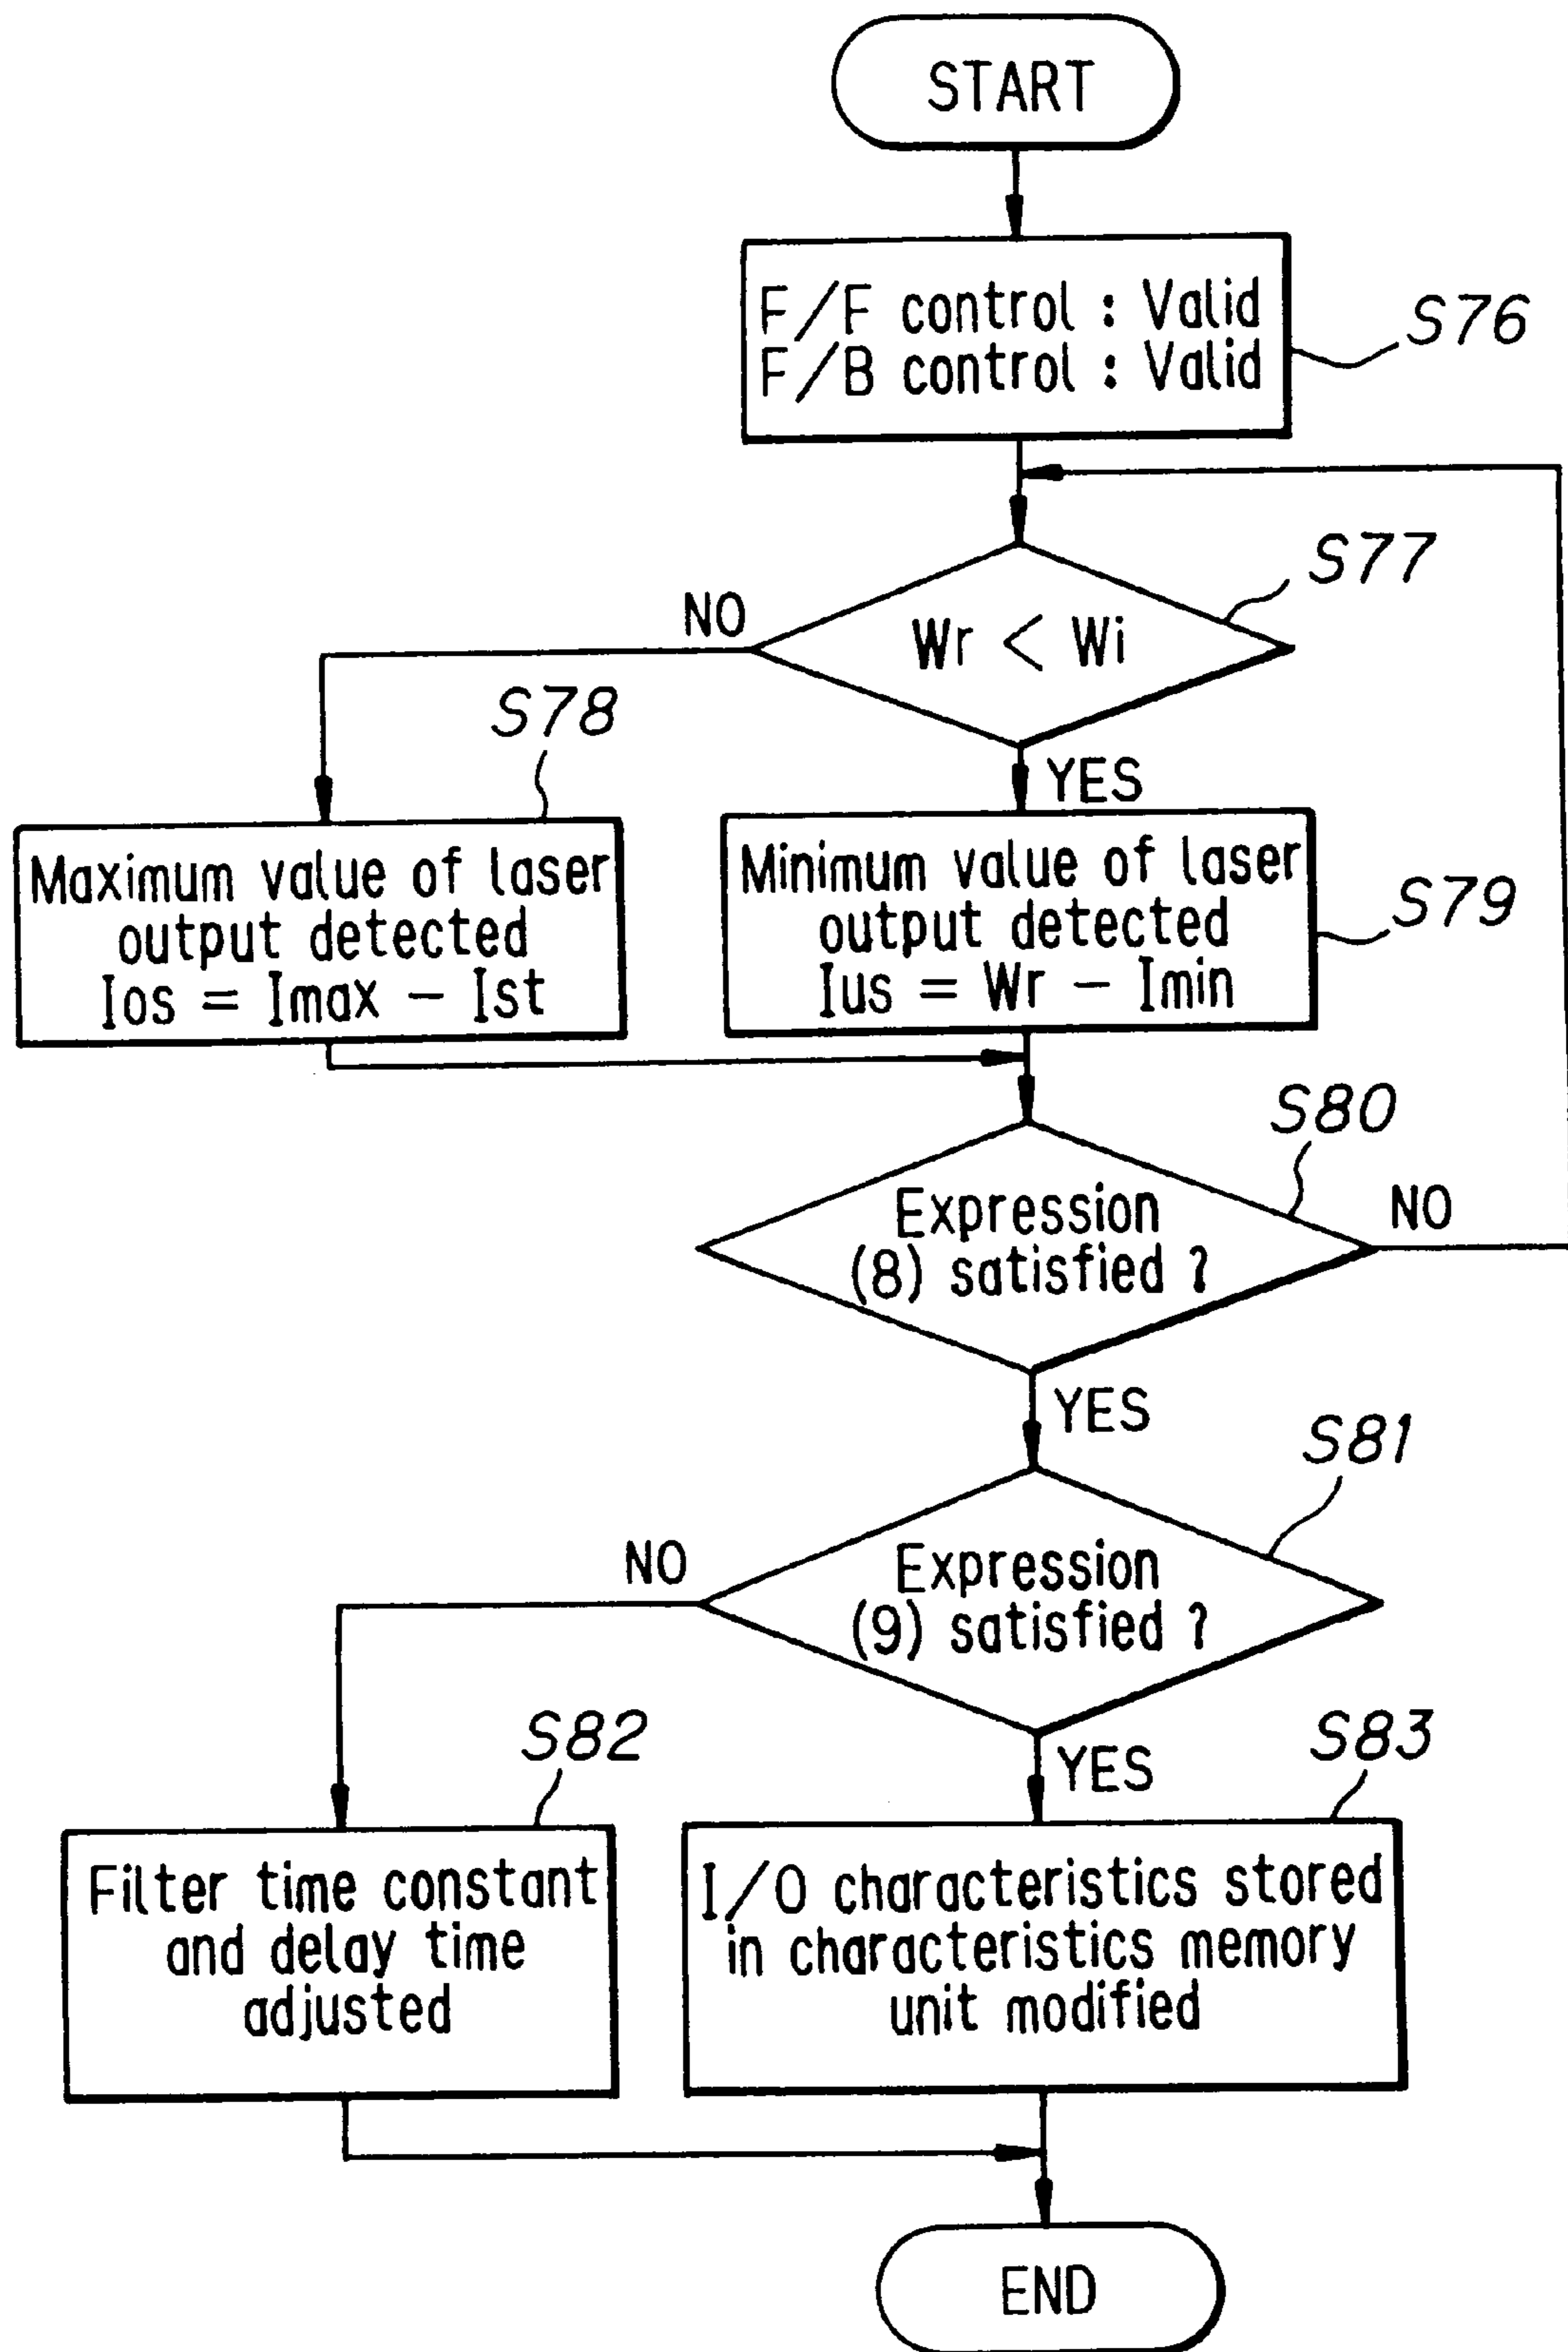 START
F/F control : Valid
F/B control : Valid
S76
S77
NO
Wr < Wi
S78
YES
Maximum value of laser
output detected
Ios = Imax − Ist
Minimum value of laser
output detected
Ius = Wr − Imin
S79
S80
Expression
(8) satisfied ?
NO
YES
S81
NO
Expression
(9) satisfied ?
S82
YES
S83
Filter time constant
and delay time
adjusted
I/O characteristics stored
in characteristics memory
unit modified
END